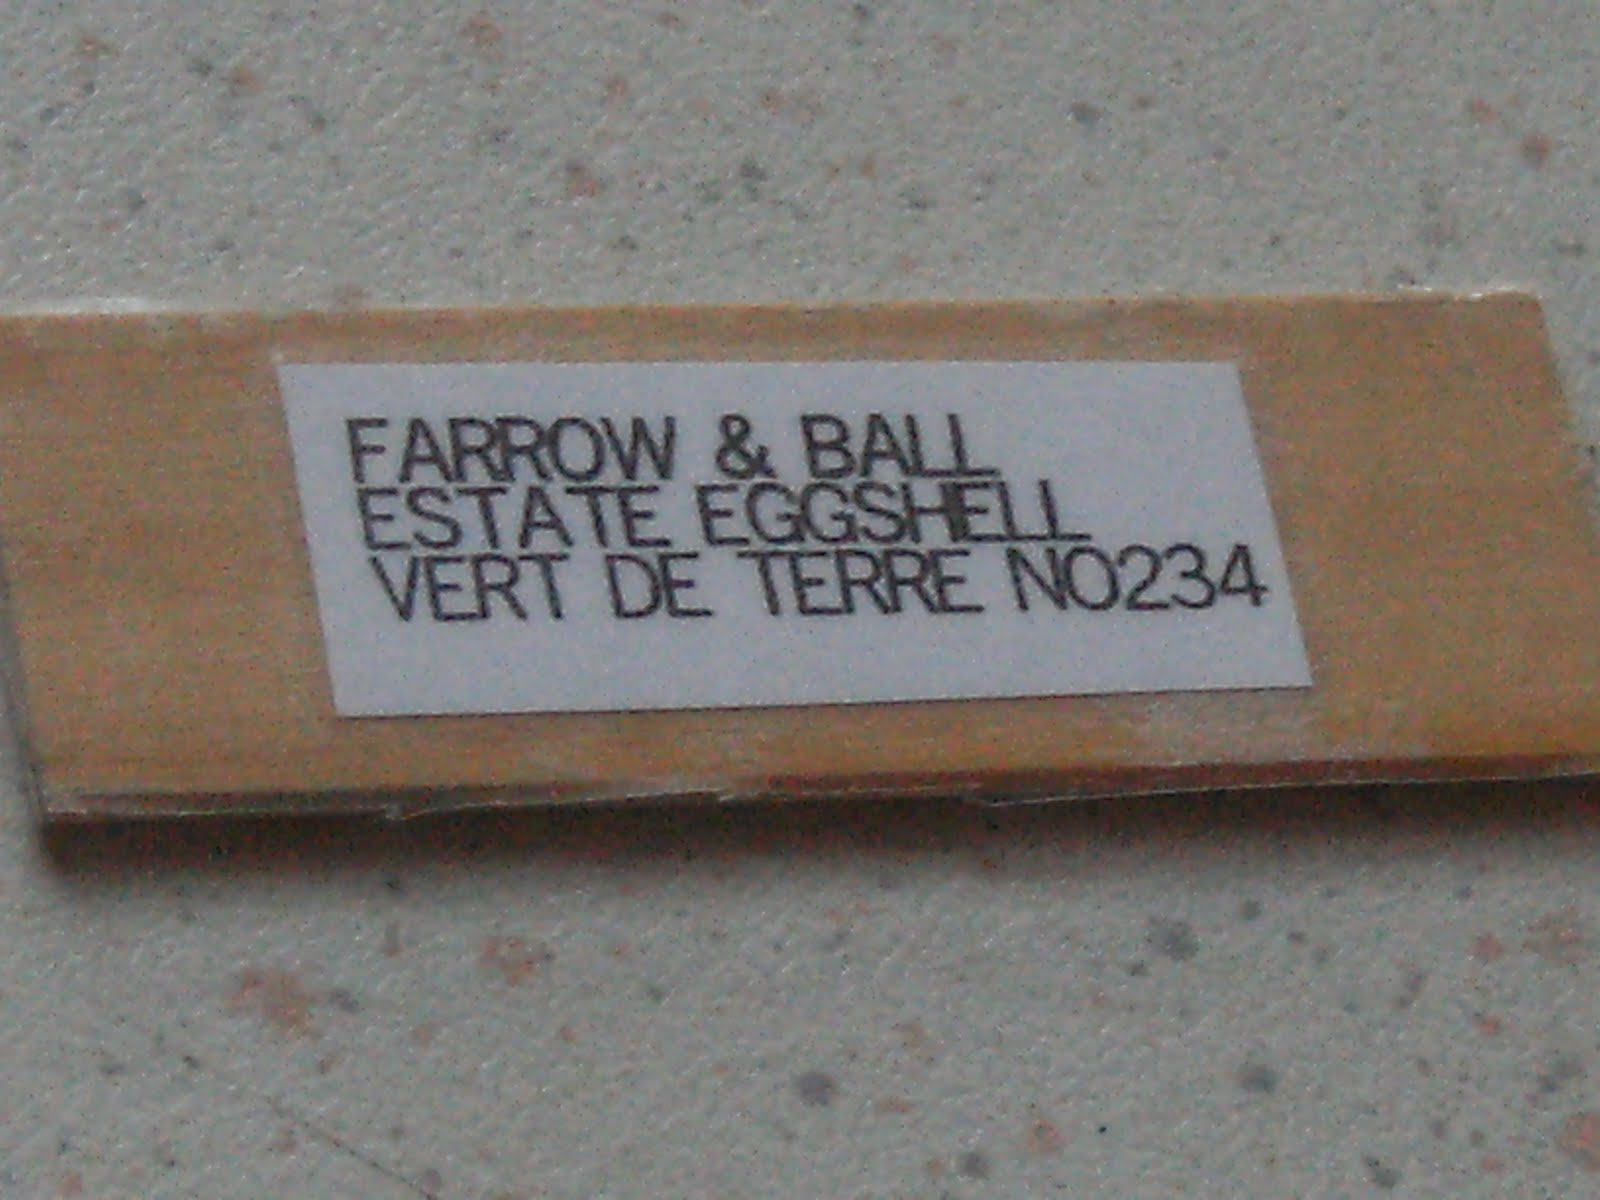 FARROW & BALL
ESTATE EGGSHELL
VERT DE TERRE NO234